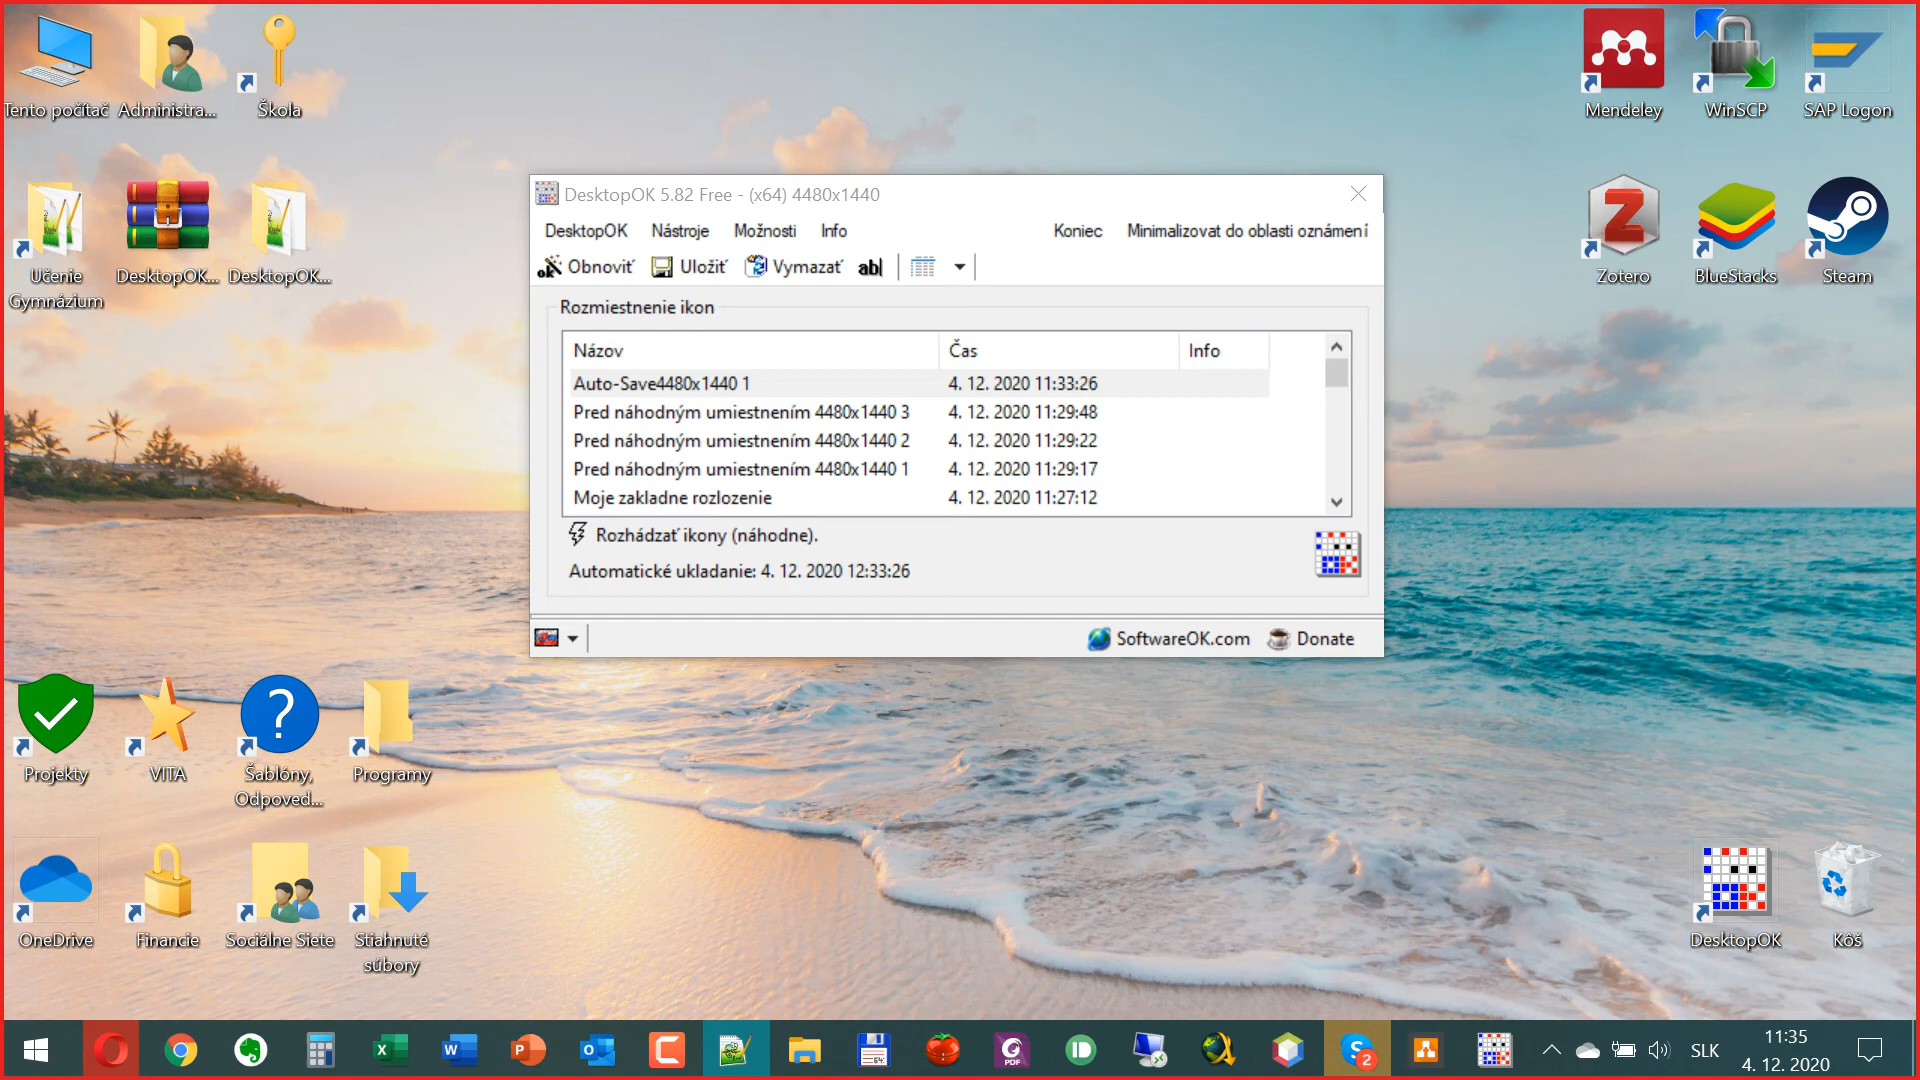 Tento počítač
Administra...
Škola
Mendeley
WinSCP
SAP Logon
Učenie
Gymnázium
DesktopOK...
DesktopOK...
Zotero
BlueStacks
Steam
DesktopOK 5.82 Free - (x64) 4480x1440
DesktopOK Nástroje Možnosti Info Koniec Minimalizovat do oblasti oznámení
Obnoviť Uložiť Vymazať ab|
Rozmiestnenie ikon
Názov Čas Info
Auto-Save4480x1440 1 4. 12. 2020 11:33:26
Pred náhodným umiestnením 4480x1440 3 4. 12. 2020 11:29:48
Pred náhodným umiestnením 4480x1440 2 4. 12. 2020 11:29:22
Pred náhodným umiestnením 4480x1440 1 4. 12. 2020 11:29:17
Moje zakladne rozlozenie 4. 12. 2020 11:27:12
Rozhádzať ikony (náhodne).
Automatické ukladanie: 4. 12. 2020 12:33:26
SoftwareOK.com Donate
Projekty
VITA
Šablóny,
Odpoved...
Programy
OneDrive
Financie
Sociálne Siete
Stiahnuté
súbory
DesktopOK
Kôš
SLK
11:35
4. 12. 2020